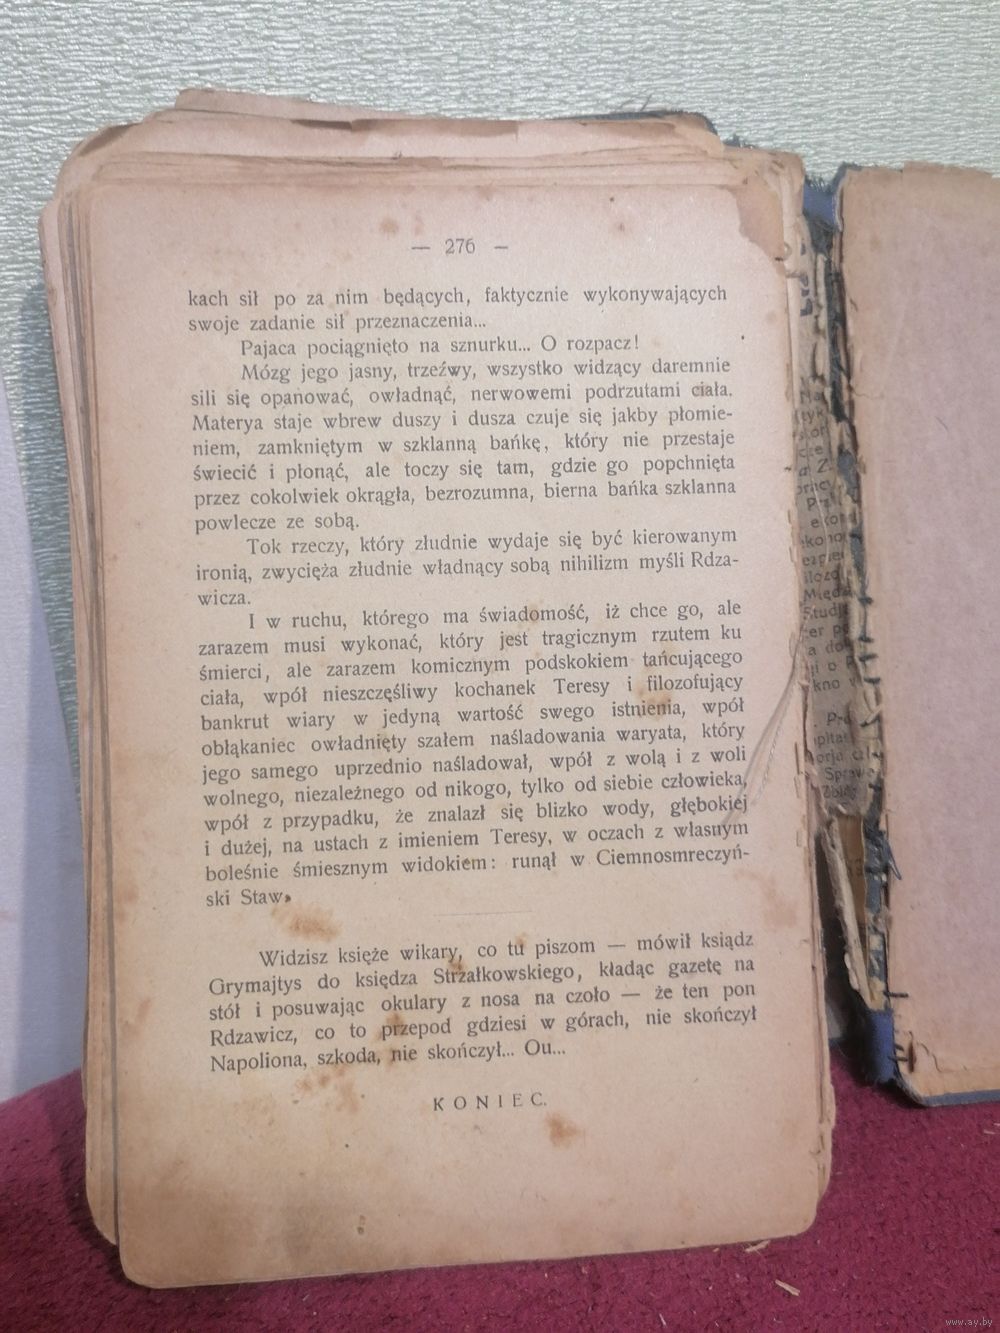 — 276 —
kach sił po za nim będących, faktycznie wykonywających
swoje zadanie sił przeznaczenia...
Pajaca pociągnięto na sznurku... O rozpacz!
Mózg jego jasny, trzeźwy, wszystko widzący daremnie
sili się opanować, owładnąć, nerwowemi podrzutami ciała.
Materya staje wbrew duszy i dusza czuje się jakby płomie-
niem, zamkniętym w szklanną bańkę, który nie przestaje
świecić i płonąć, ale toczy się tam, gdzie go popchnięta
przez cokolwiek okrągła, bezrozumna, bierna bańka szklanna
powlecze ze sobą.
Tok rzeczy, który złudnie wydaje się być kierowanym
ironią, zwycięża złudnie władnący sobą nihilizm myśli Rdza-
wicza.
I w ruchu, którego ma świadomość, iż chce go, ale
zarazem musi wykonać, który jest tragicznym rzutem ku
śmierci, ale zarazem komicznym podskokiem tańcującego
ciała, wpół nieszczęśliwy kochanek Teresy i filozofujący
bankrut wiary w jedyną wartość swego istnienia, wpół
obłąkaniec owładnięty szałem naśladowania waryata, który
jego samego uprzednio naśladował, wpół z wolą i z woli
wolnego, niezależnego od nikogo, tylko od siebie człowieka,
wpół z przypadku, że znalazł się blizko wody, głębokiej
i dużej, na ustach z imieniem Teresy, w oczach z własnym
boleśnie śmiesznym widokiem: runął w Ciemnosmreczyń-
ski Staw.
Widzisz księże wikary, co tu piszom — mówił ksiądz
Grymajtys do księdza Strzałkowskiego, kładąc gazetę na
stół i posuwając okulary z nosa na czoło — że ten pon
Rdzawicz, co to przepod gdziesi w górach, nie skończył
Napoliona, szkoda, nie skończył... Ou...
KONIEC.
www.ay.by